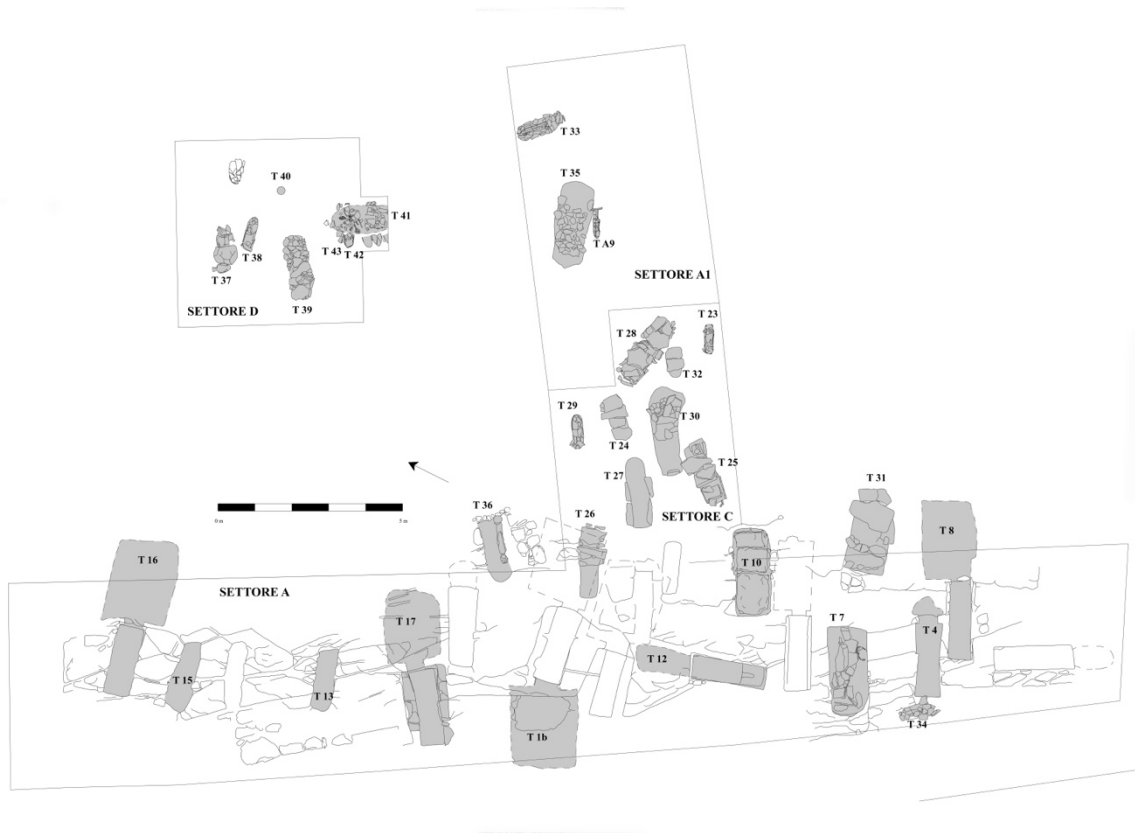 T 33
T 40
T 35
T 41
T 43
T 42
T 38
T 37
T A9
SETTORE A1
SETTORE D
T 39
T 23
T 28
T 32
T 29
T 30
T 24
T 25
T 27
T 31
T 36
T 26
SETTORE C
0 m
5 m
T 8
T 16
T 10
SETTORE A
T 17
T 7
T 4
T 12
T 15
T 13
T 34
T 1b